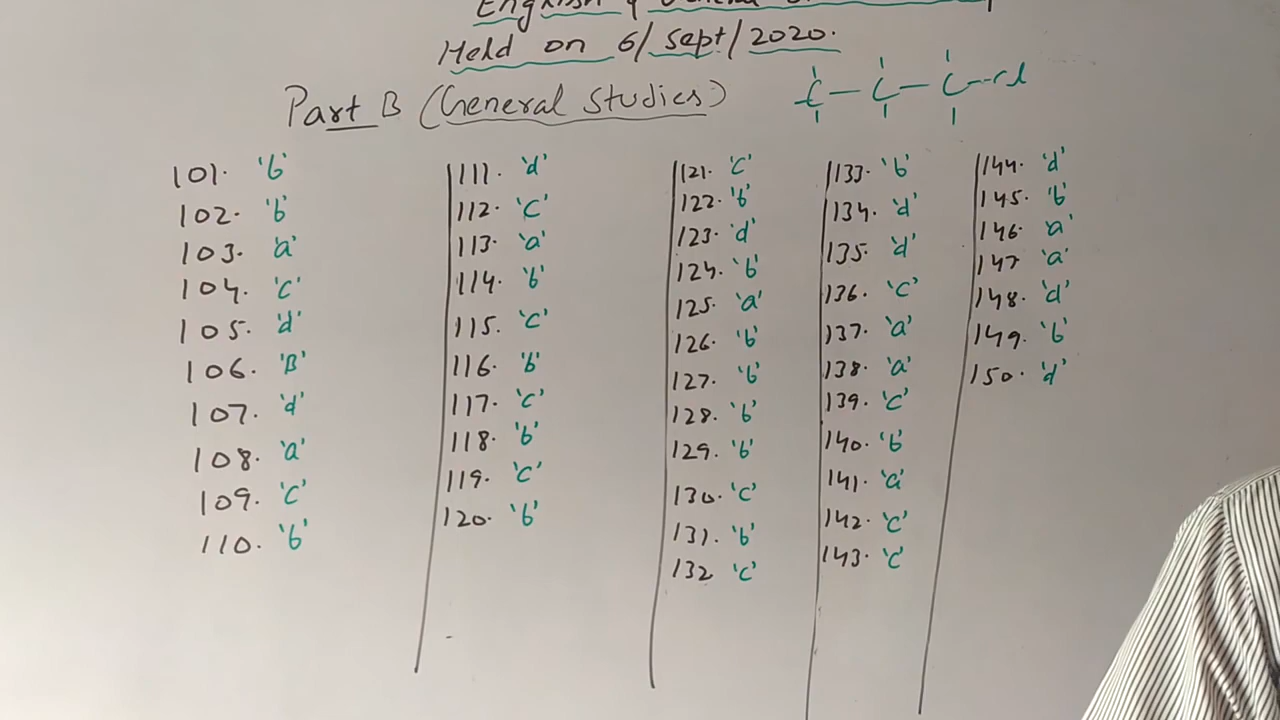 English & General
Held on 6/Sept/2020.
Part B (General Studies)
C — C — C — cl
101. 'b'
102. 'b'
103. 'a'
104. 'c'
105. 'd'
106. 'B'
107. 'd'
108. 'a'
109. 'c'
110. 'b'
111. 'd'
112. 'c'
113. 'a'
114. 'b'
115. 'c'
116. 'b'
117. 'c'
118. 'b'
119. 'c'
120. 'b'
121. 'c'
122. 'b'
123. 'd'
124. 'b'
125. 'a'
126. 'b'
127. 'b'
128. 'b'
129. 'b'
130. 'c'
131. 'b'
132 'c'
133. 'b'
134. 'd'
135. 'd'
136. 'c'
137. 'a'
138. 'a'
139. 'c'
140. 'b'
141. 'a'
142. 'c'
143. 'c'
144. 'd'
145. 'b'
146. 'a'
147 'a'
148. 'd'
149. 'b'
150. 'd'